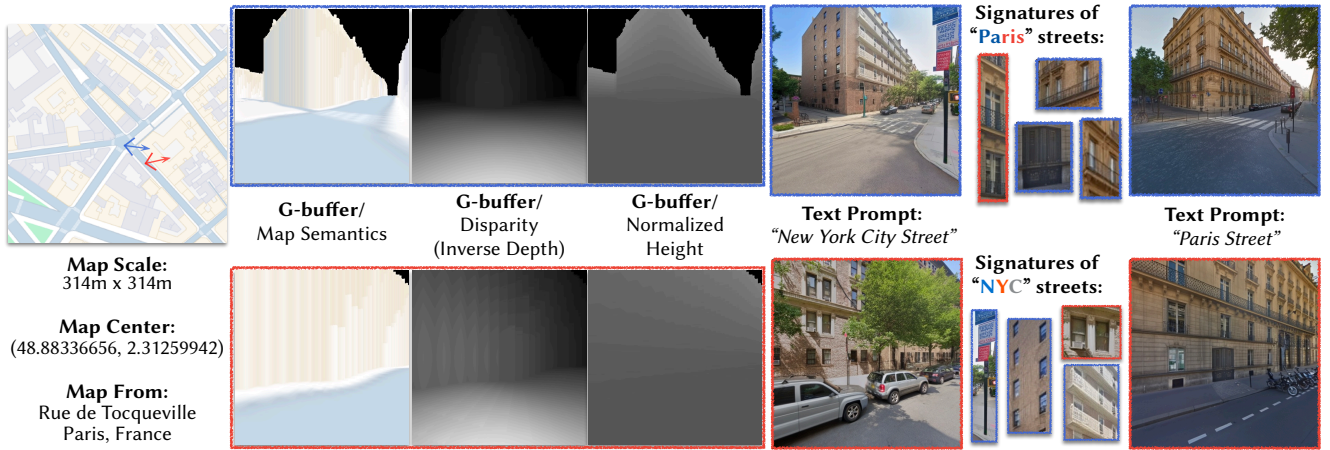 Map Scale:
314m x 314m
Map Center:
(48.88336656, 2.31259942)
Map From:
Rue de Tocqueville
Paris, France
G-buffer/
Map Semantics
G-buffer/
Disparity
(Inverse Depth)
G-buffer/
Normalized
Height
Text Prompt:
"New York City Street"
Signatures of
"Paris" streets:
Text Prompt:
"Paris Street"
Signatures of
"NYC" streets: